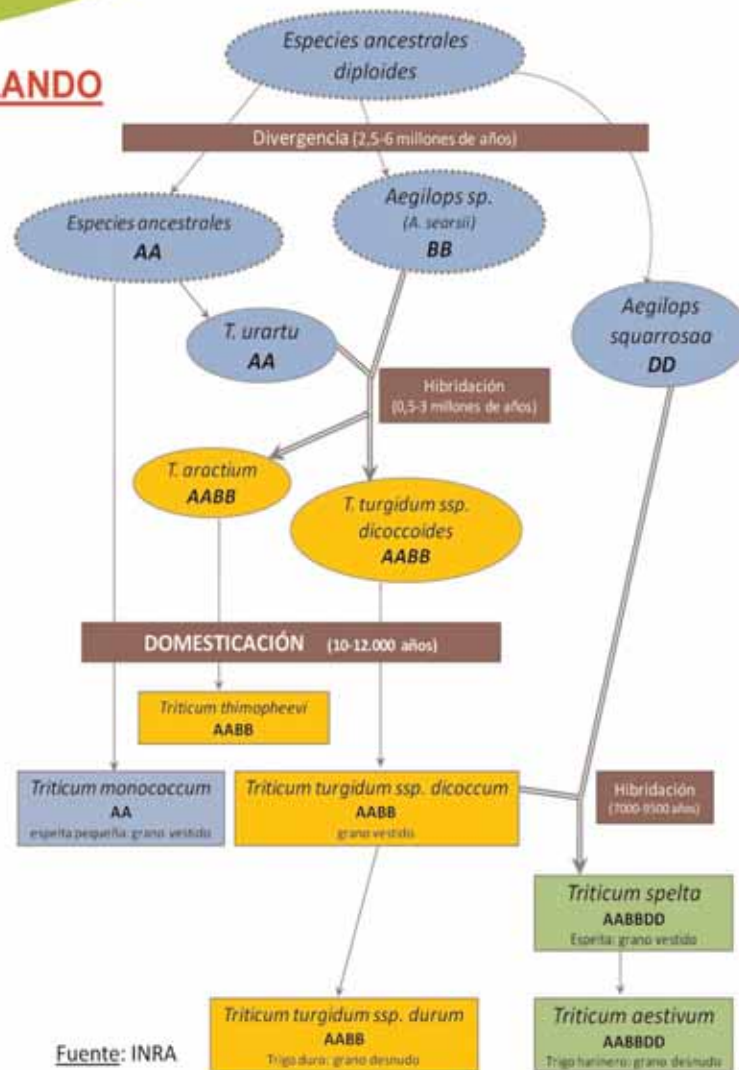 ANDO
Especies ancestrales
diploides
Divergencia (2,5-6 millones de años)
Especies ancestrales
AA
Aegilops sp.
(A. searsii)
BB
T. urartu
AA
Aegilops
squarrosaa
DD
Hibridación
(0,5-3 millones de años)
T. aractium
AABB
T. turgidum ssp.
dicoccoides
AABB
DOMESTICACIÓN (10-12.000 años)
Triticum thimopheevi
AABB
Triticum monococcum
AA
espelta pequeña: grano vestido
Triticum turgidum ssp. dicoccum
AABB
grano vestido
Hibridación
(7000-9500 años)
Triticum spelta
AABBDD
Espelta: grano vestido
Triticum turgidum ssp. durum
AABB
Trigo duro: grano desnudo
Triticum aestivum
AABBDD
Trigo harinero: grano desnudo
Fuente: INRA